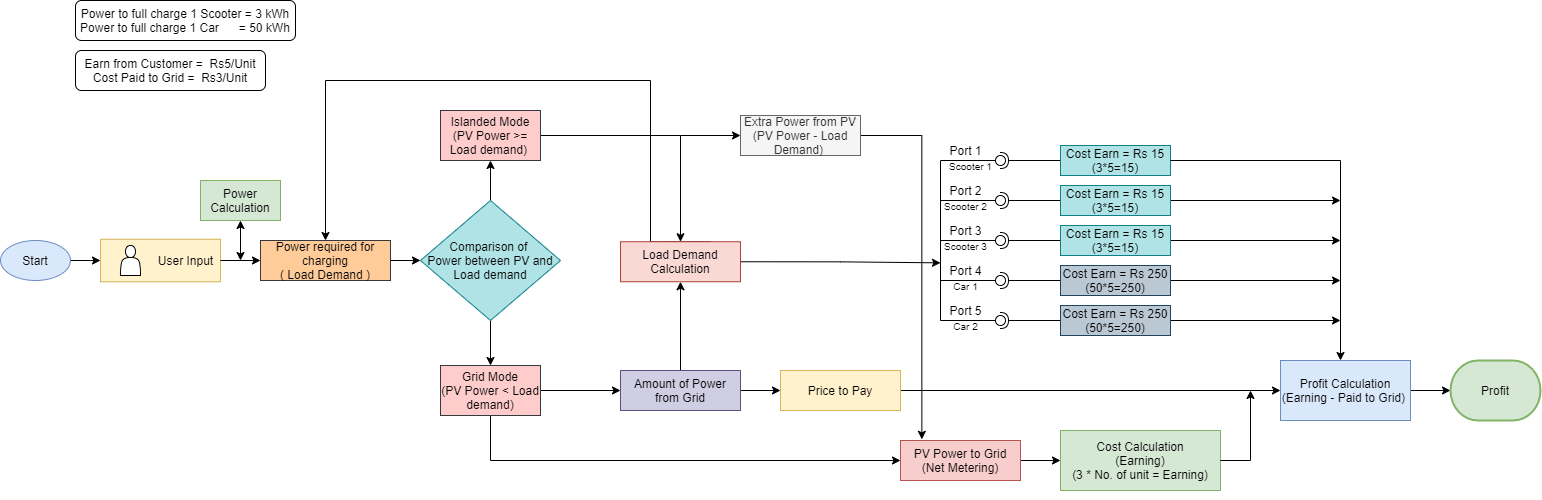 Power to full charge 1 Scooter = 3 kWh
Power to full charge 1 Car = 50 kWh
Earn from Customer = Rs5/Unit
Cost Paid to Grid = Rs3/Unit
Start
User Input
Power
Calculation
Power required for
charging
( Load Demand )
Comparison of
Power between PV and
Load demand
Islanded Mode
(PV Power >=
Load demand)
Grid Mode
(PV Power < Load
demand)
Load Demand
Calculation
Amount of Power
from Grid
Extra Power from PV
(PV Power - Load
Demand)
Price to Pay
PV Power to Grid
(Net Metering)
Port 1
Scooter 1
Cost Earn = Rs 15
(3*5=15)
Port 2
Scooter 2
Cost Earn = Rs 15
(3*5=15)
Port 3
Scooter 3
Cost Earn = Rs 15
(3*5=15)
Port 4
Car 1
Cost Earn = Rs 250
(50*5=250)
Port 5
Car 2
Cost Earn = Rs 250
(50*5=250)
Cost Calculation
(Earning)
(3 * No. of unit = Earning)
Profit Calculation
(Earning - Paid to Grid)
Profit